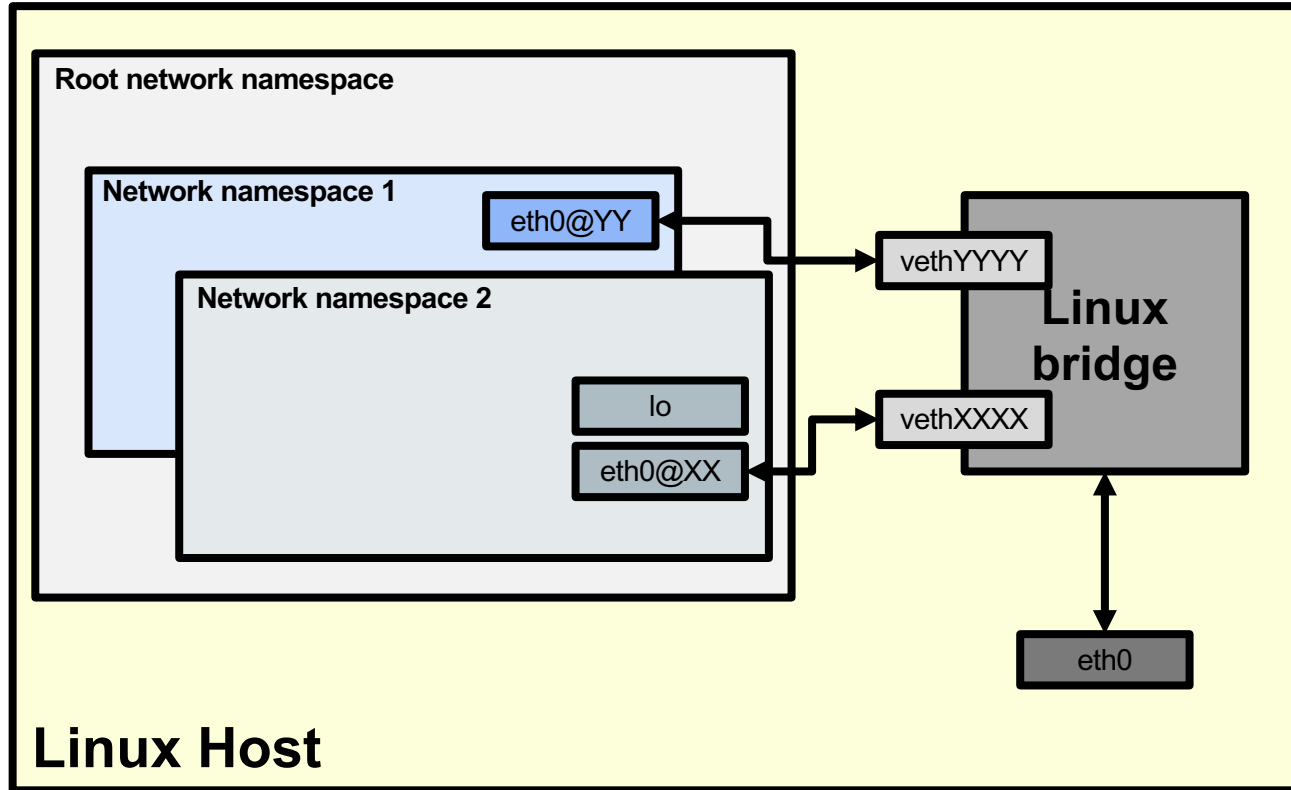 Root network namespace
Network namespace 1
eth0@YY
vethYYYY
Network namespace 2
Linux
bridge
lo
vethXXXX
eth0@XX
eth0
Linux Host